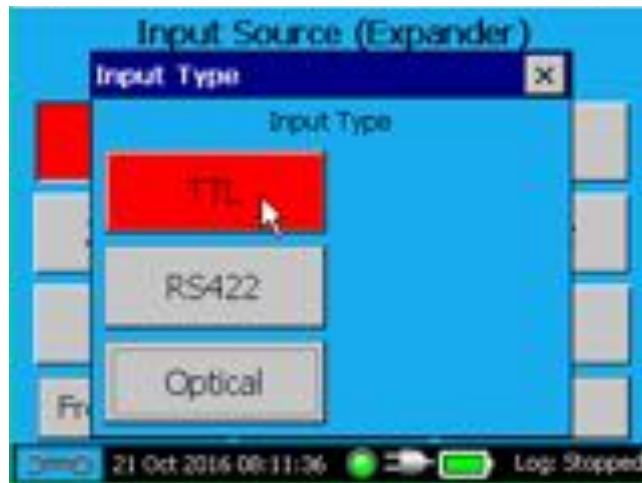 Input Source (Expander)
Input Type
Input Type
TTL
RS422
Optical
21 Oct 2016 08:11:36
Log: Stopped